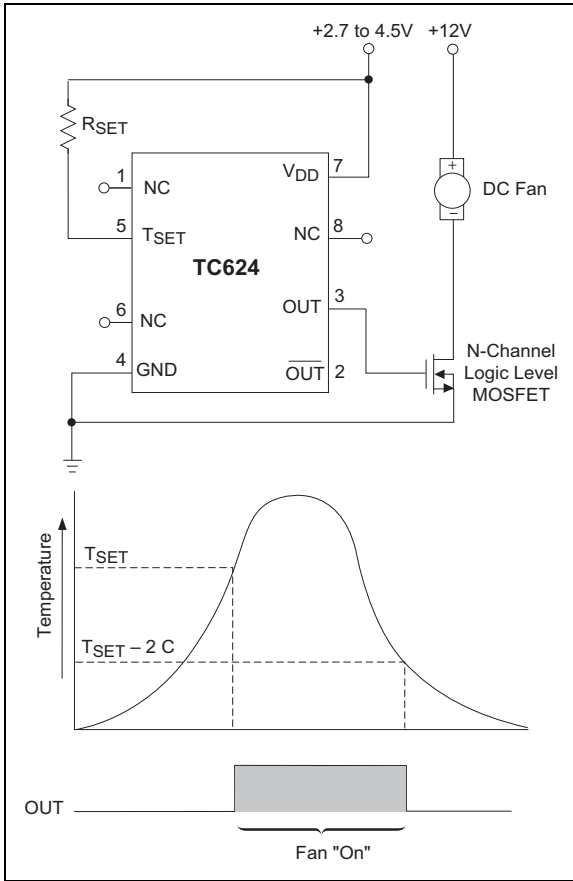 +2.7 to 4.5V
+12V
RSET
1
NC
VDD
7
DC Fan
+
−
5
TSET
NC
8
TC624
6
NC
OUT
3
4
GND
OUT
2
N-Channel
Logic Level
MOSFET
Temperature
TSET
TSET – 2 C
OUT
Fan "On"